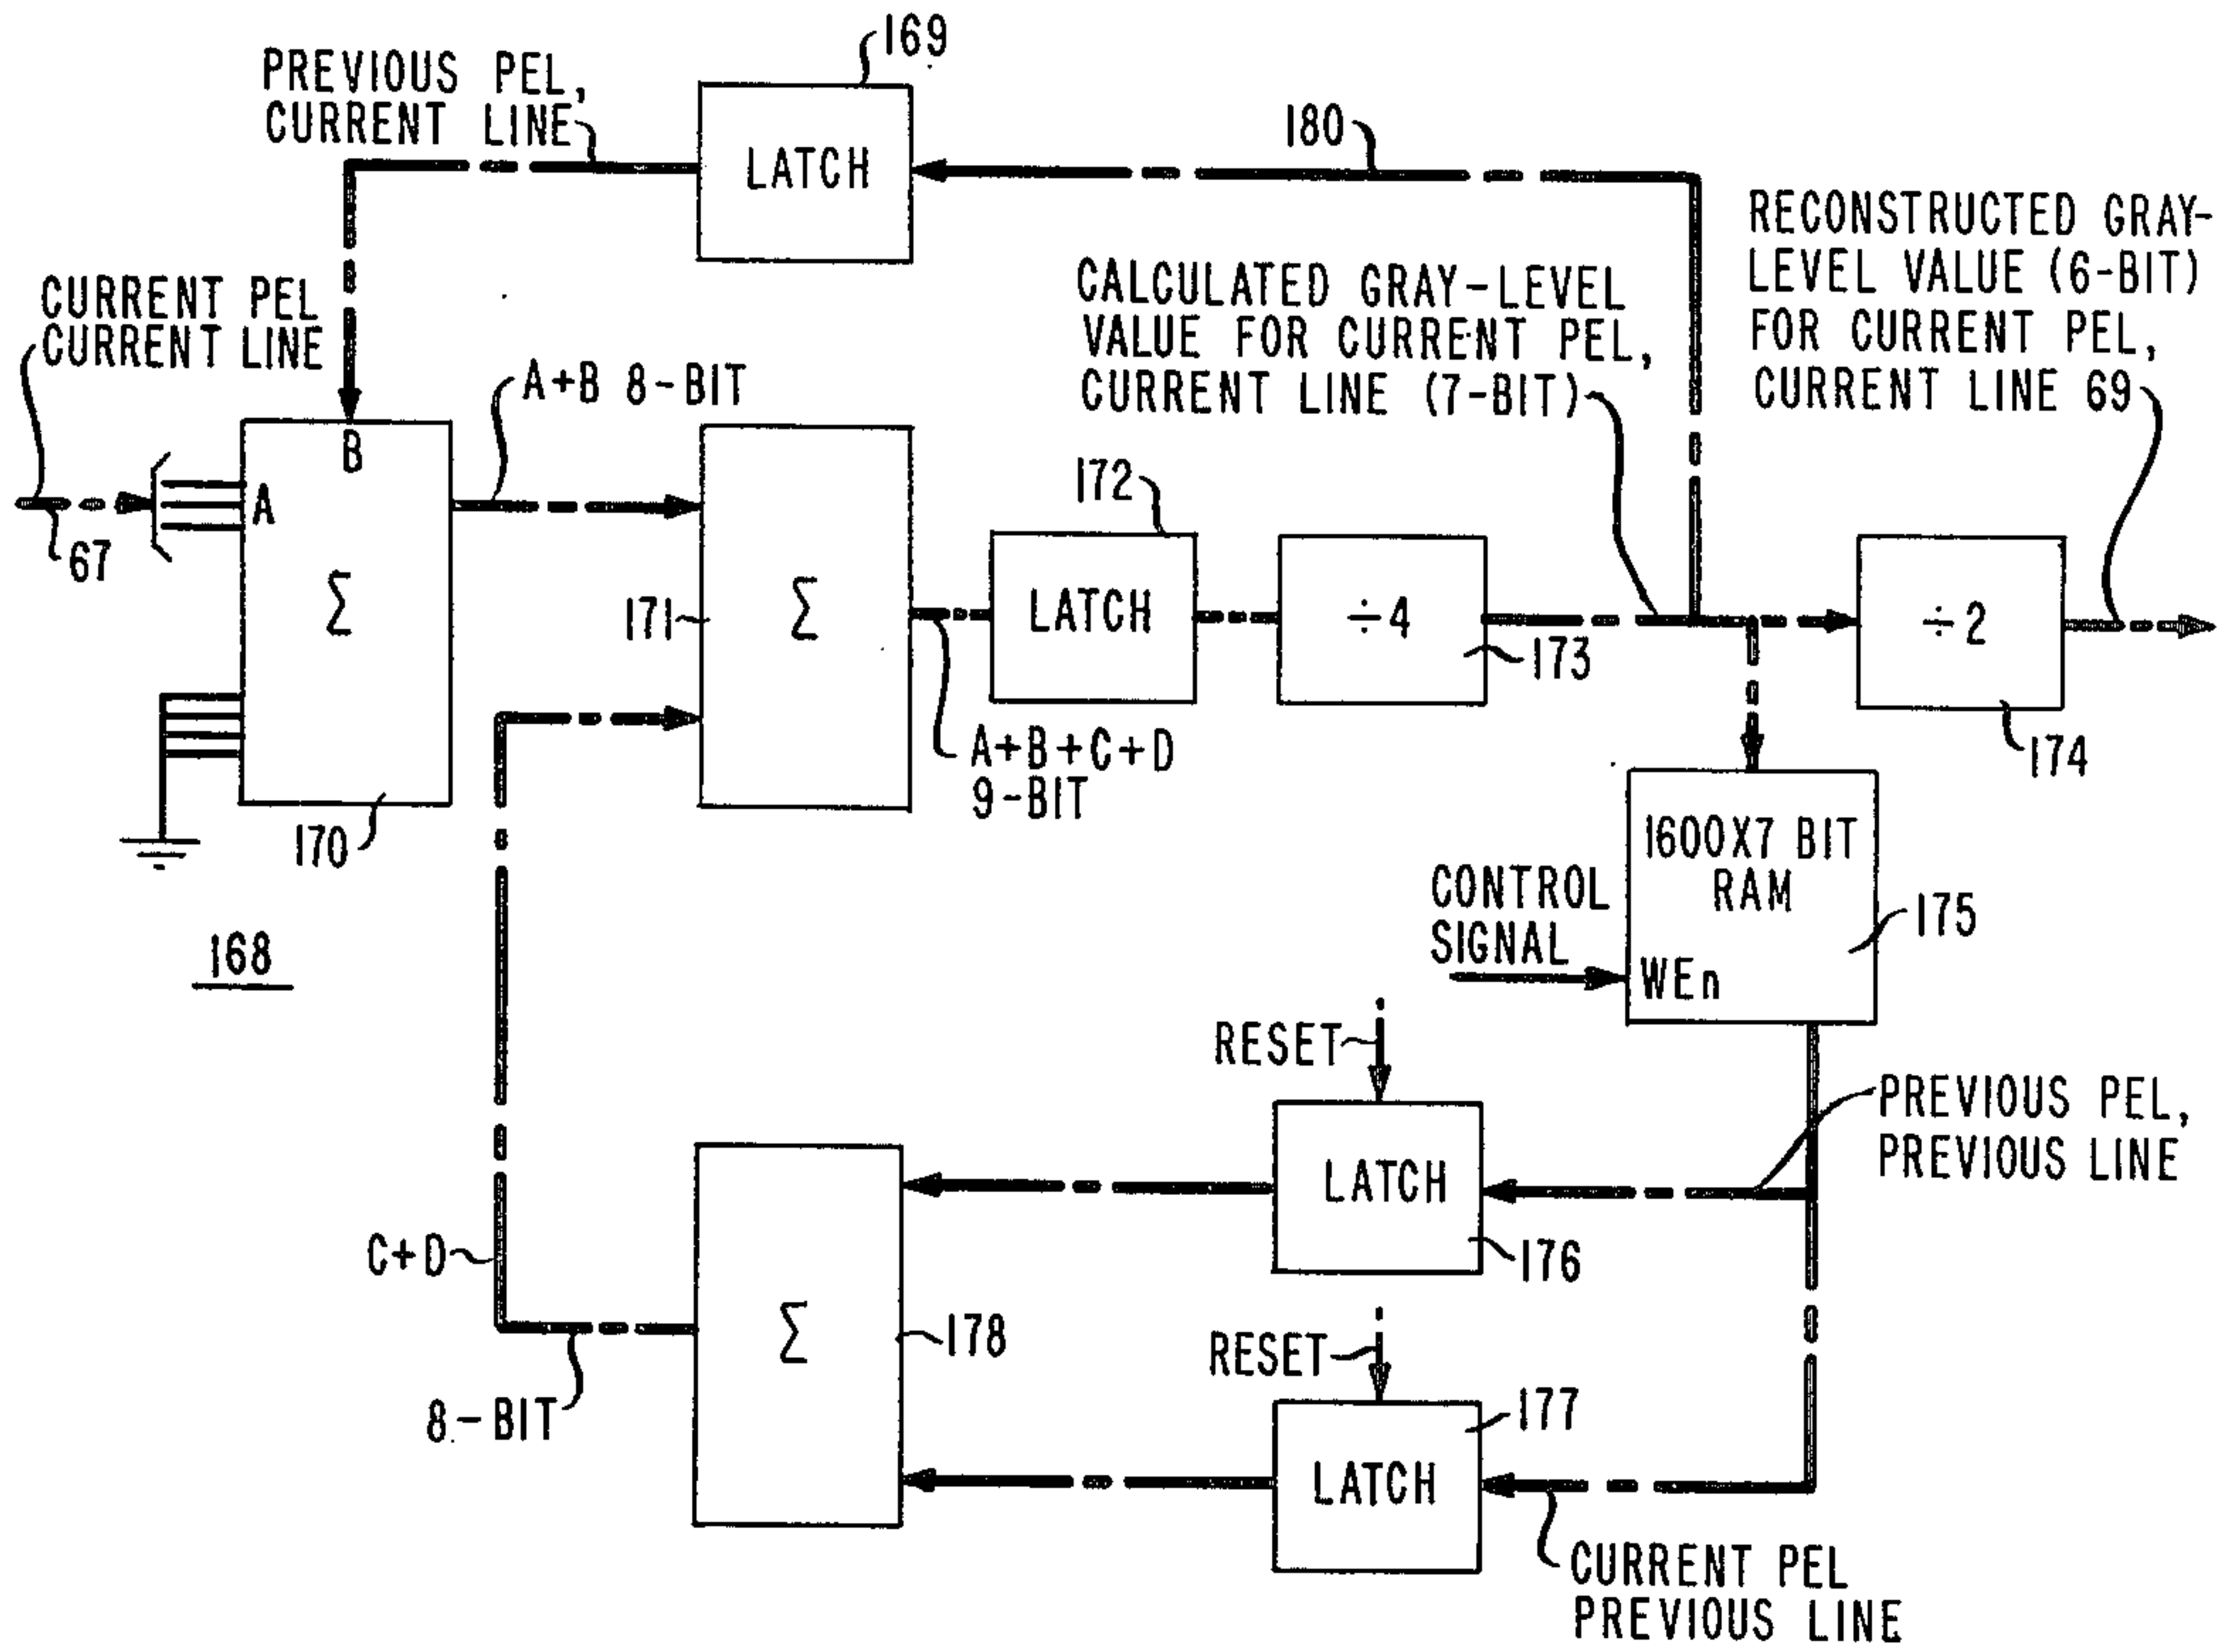 169
PREVIOUS PEL,
CURRENT LINE
LATCH
180
RECONSTRUCTED GRAY-
LEVEL VALUE (6-BIT)
FOR CURRENT PEL,
CURRENT LINE 69
CALCULATED GRAY-LEVEL
VALUE FOR CURRENT PEL,
CURRENT LINE (7-BIT)
CURRENT PEL
CURRENT LINE
67
A+B 8-BIT
B
A
Σ
170
171
Σ
172
LATCH
÷4
173
÷2
174
A+B+C+D
9-BIT
1600X7 BIT
RAM
175
CONTROL
SIGNAL
WEn
168
RESET
LATCH
176
PREVIOUS PEL,
PREVIOUS LINE
C+D
Σ
178
8-BIT
RESET
177
LATCH
CURRENT PEL
PREVIOUS LINE